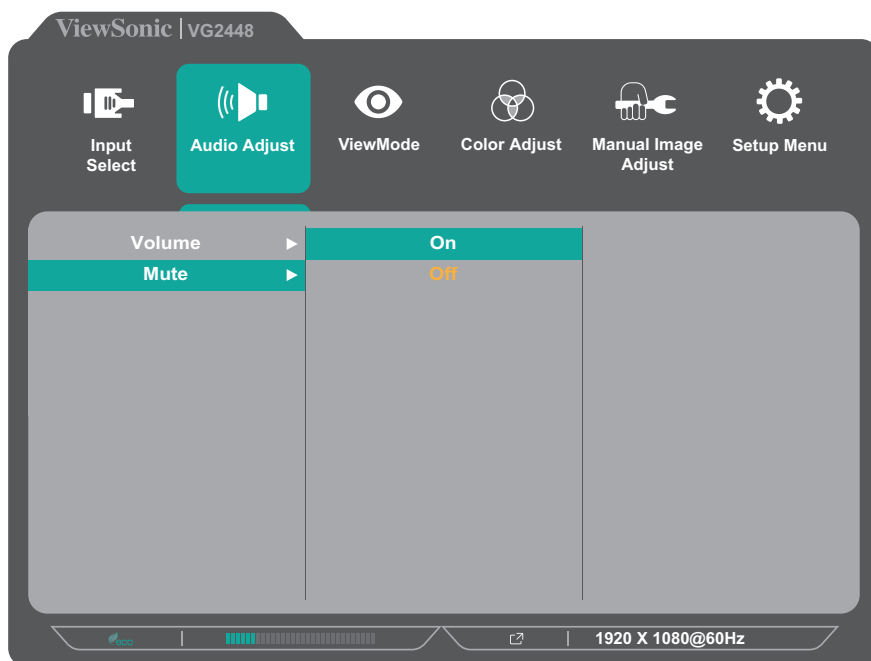 ViewSonic | VG2448
Input
Select
Audio Adjust
ViewMode
Color Adjust
Manual Image
Adjust
Setup Menu
Volume
On
Mute
Off
eco
1920 X 1080@60Hz